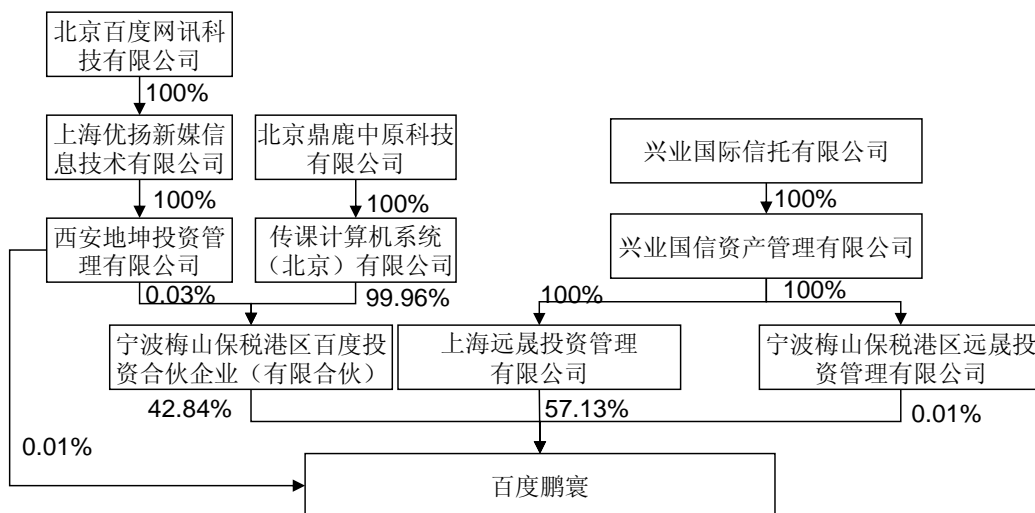 北京百度网讯科
技有限公司
100%
上海优扬新媒信
息技术有限公司
北京鼎鹿中原科技
有限公司
兴业国际信托有限公司
100%
100%
100%
西安地坤投资管
理有限公司
传课计算机系统
（北京）有限公司
兴业国信资产管理有限公司
0.03%
99.96%
100%
100%
宁波梅山保税港区百度投
资合伙企业（有限合伙）
上海远晟投资管理
有限公司
宁波梅山保税港区远晟投
资管理有限公司
42.84%
57.13%
0.01%
0.01%
百度鹏寰